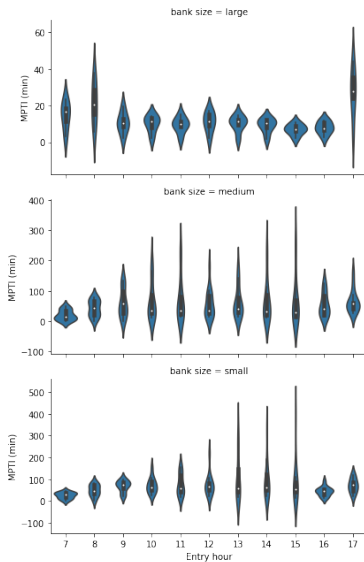 bank size = large
60
40
20
0
MPTI (min)
bank size = medium
400
300
200
100
0
−100
MPTI (min)
bank size = small
500
400
300
200
100
0
−100
MPTI (min)
7 8 9 10 11 12 13 14 15 16 17
Entry hour